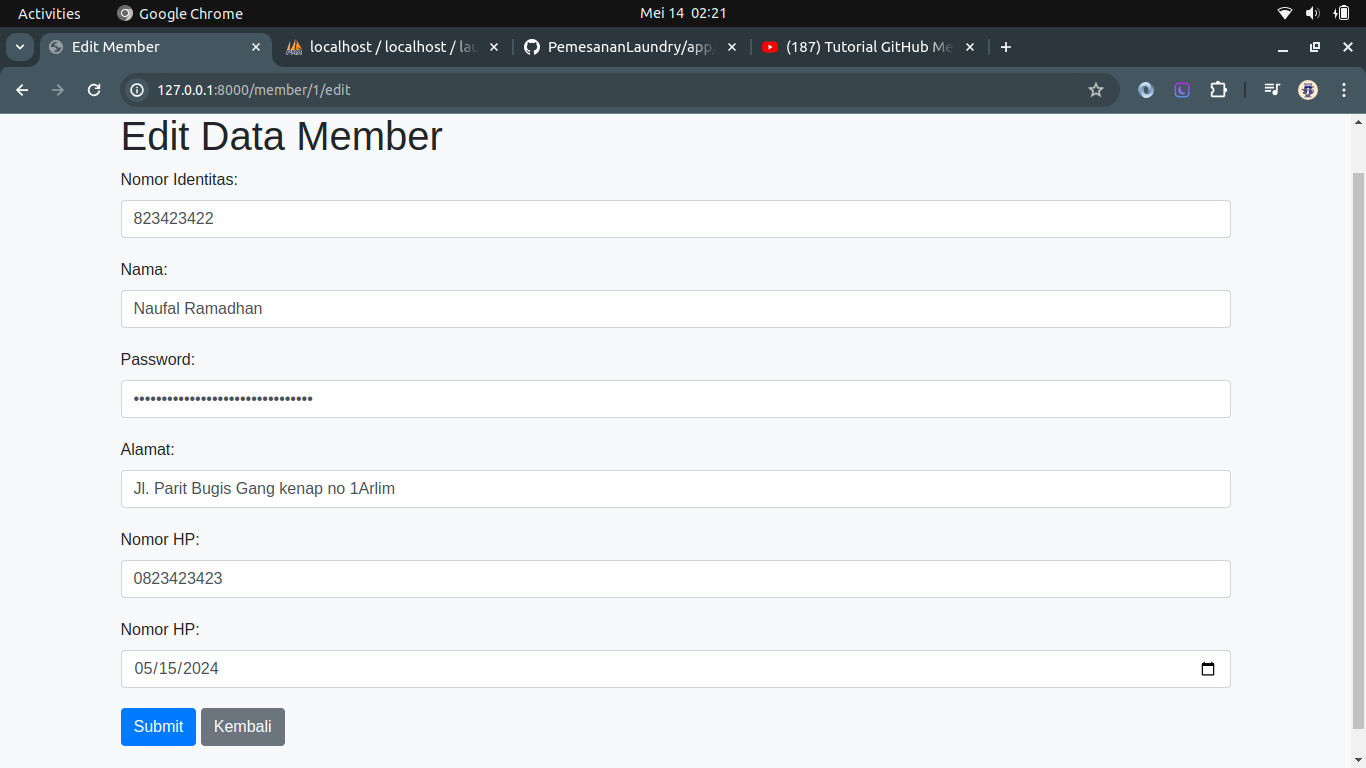 Activities Google Chrome Mei 14 02:21
Edit Member localhost / localhost / lau PemesananLaundry/app (187) Tutorial GitHub Me
127.0.0.1:8000/member/1/edit
Edit Data Member
Nomor Identitas:
823423422
Nama:
Naufal Ramadhan
Password:
••••••••••••••••••••••••••••••••
Alamat:
Jl. Parit Bugis Gang kenap no 1Arlim
Nomor HP:
0823423423
Nomor HP:
05/15/2024
Submit Kembali